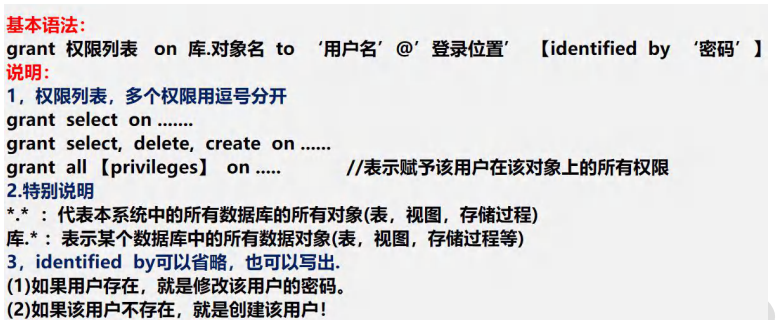 基本语法：
grant 权限列表 on 库.对象名 to ‘用户名’@’登录位置’ 【identified by ‘密码’】
说明：
1，权限列表，多个权限用逗号分开
grant select on .......
grant select, delete, create on ......
grant all 【privileges】 on ..... //表示赋予该用户在该对象上的所有权限
2.特别说明
*.* ：代表本系统中的所有数据库的所有对象(表，视图，存储过程)
库.* ：表示某个数据库中的所有数据对象(表，视图，存储过程等)
3，identified by可以省略，也可以写出.
(1)如果用户存在，就是修改该用户的密码。
(2)如果该用户不存在，就是创建该用户！